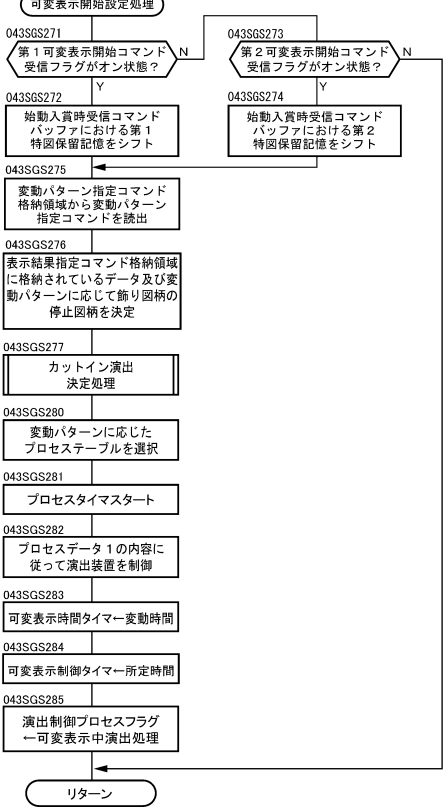 可変表示開始設定処理
043SGS271
第1可変表示開始コマンド
受信フラグがオン状態？
N
Y
043SGS273
第2可変表示開始コマンド
受信フラグがオン状態？
N
Y
043SGS272
始動入賞時受信コマンド
バッファにおける第1
特図保留記憶をシフト
043SGS274
始動入賞時受信コマンド
バッファにおける第2
特図保留記憶をシフト
043SGS275
変動パターン指定コマンド
格納領域から変動パターン
指定コマンドを読出
043SGS276
表示結果指定コマンド格納領域
に格納されているデータ及び変
動パターンに応じて飾り図柄の
停止図柄を決定
043SGS277
カットイン演出
決定処理
043SGS280
変動パターンに応じた
プロセステーブルを選択
043SGS281
プロセスタイマスタート
043SGS282
プロセスデータ1の内容に
従って演出装置を制御
043SGS283
可変表示時間タイマ←変動時間
043SGS284
可変表示制御タイマ←所定時間
043SGS285
演出制御プロセスフラグ
←可変表示中演出処理
リターン